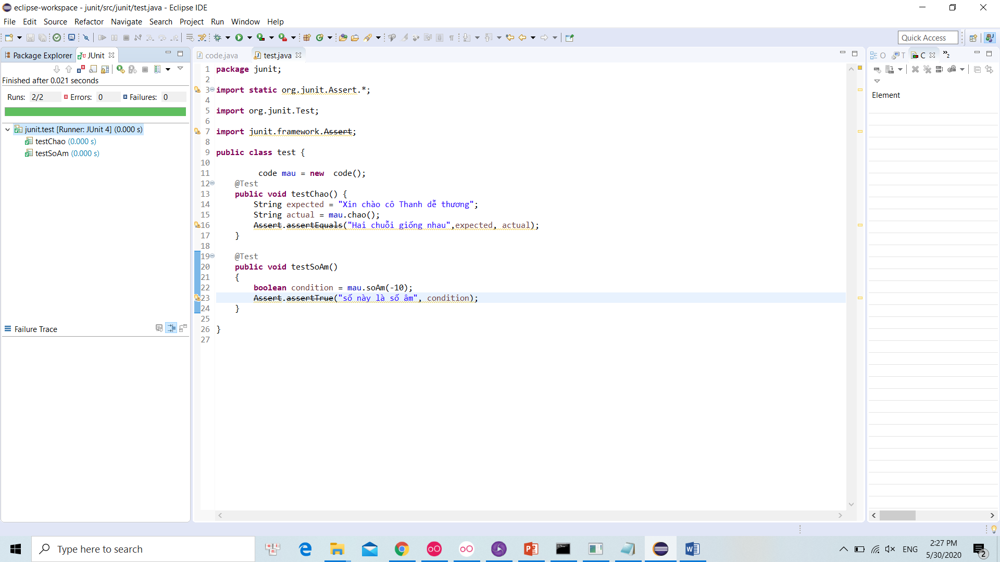 eclipse-workspace - junit/src/junit/test.java - Eclipse IDE
File Edit Source Refactor Navigate Search Project Run Window Help
Quick Access
Package Explorer JUnit
Finished after 0.021 seconds
Runs: 2/2 Errors: 0 Failures: 0
junit.test [Runner: JUnit 4] (0.000 s)
testChao (0.000 s)
testSoAm (0.000 s)
Failure Trace
code.java test.java
1 package junit;
2
3 import static org.junit.Assert.*;
4
5 import org.junit.Test;
6
7 import junit.framework.Assert;
8
9 public class test {
10
11 code mau = new code();
12 @Test
13 public void testChao() {
14 String expected = "Xin chào cô Thanh dễ thương";
15 String actual = mau.chao();
16 Assert.assertEquals("Hai chuỗi giống nhau",expected, actual);
17 }
18
19 @Test
20 public void testSoAm()
21 {
22 boolean condition = mau.soAm(-10);
23 Assert.assertTrue("số này là số âm", condition);
24 }
25
26 }
27
O T C »2
Element
Type here to search
ENG
2:27 PM
5/30/2020
2